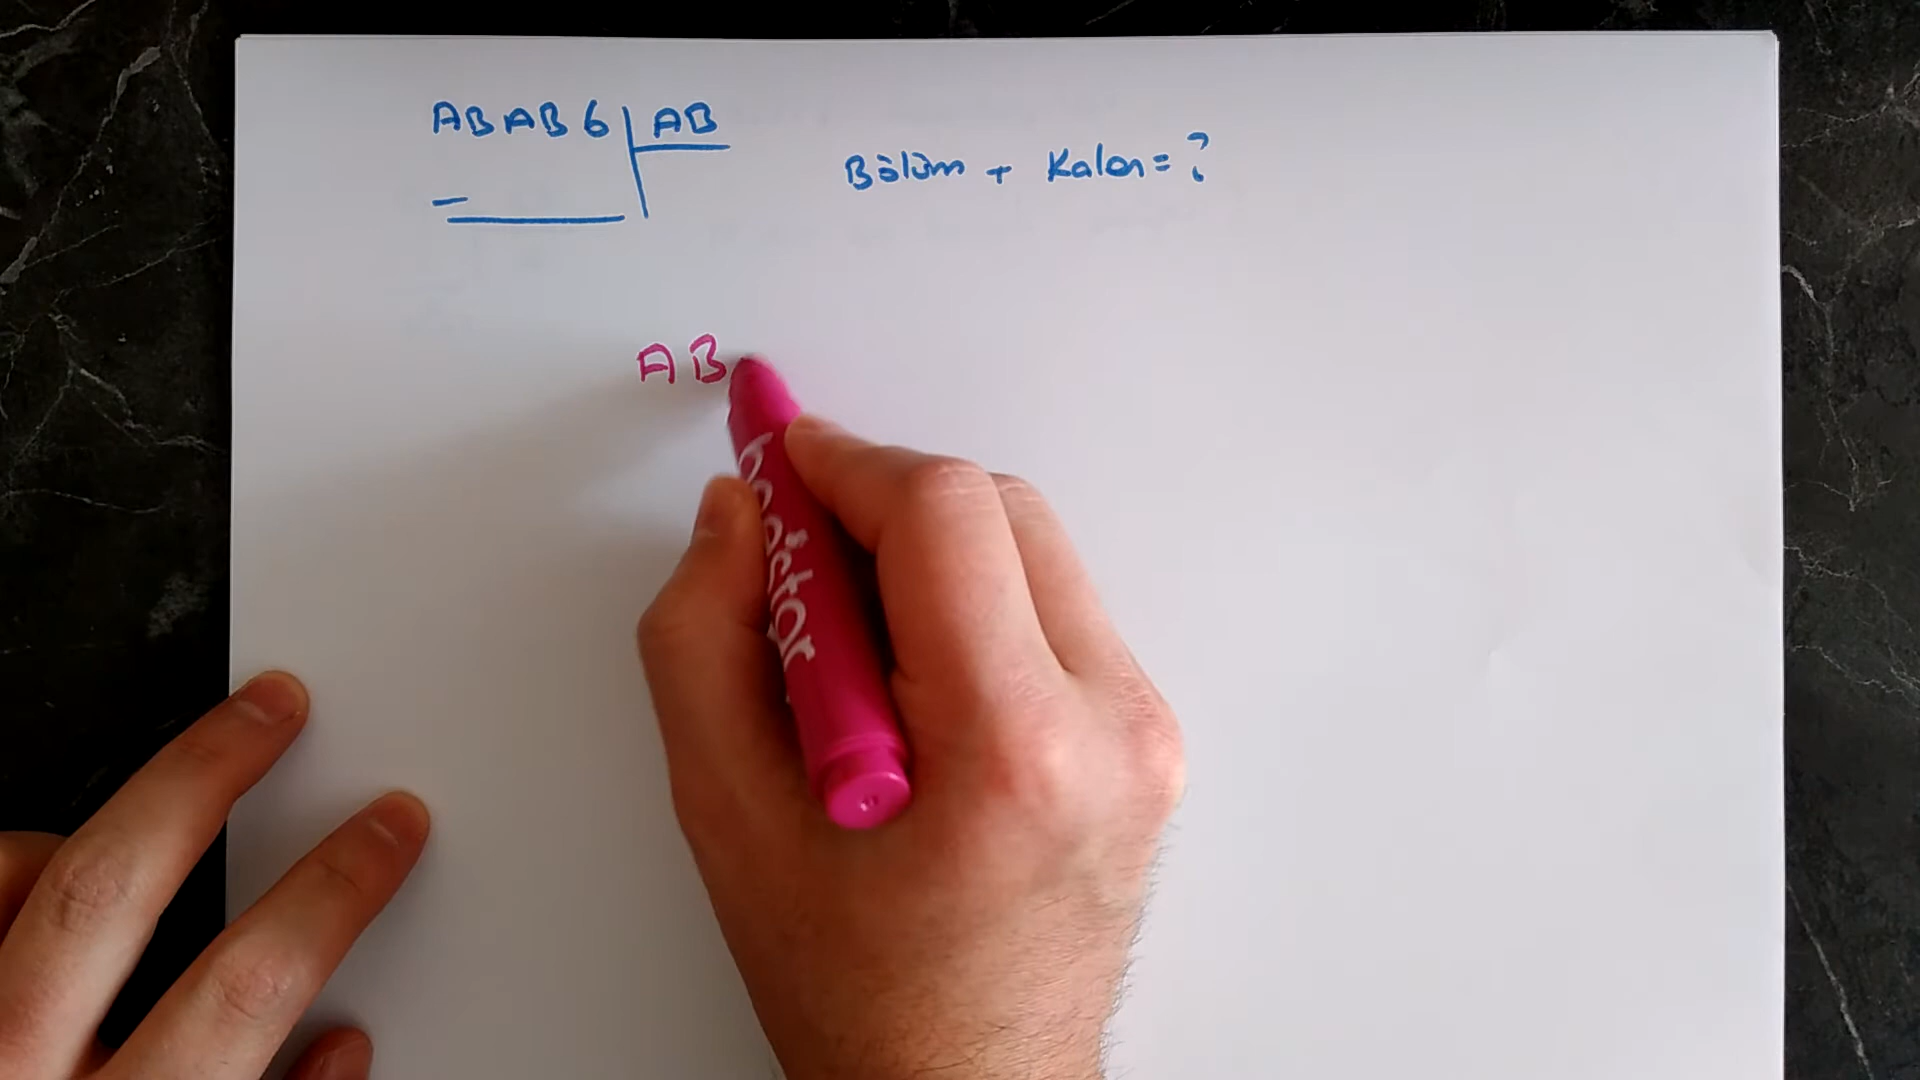 ABAB6 | AB
Bölüm + Kalan = ?
AB